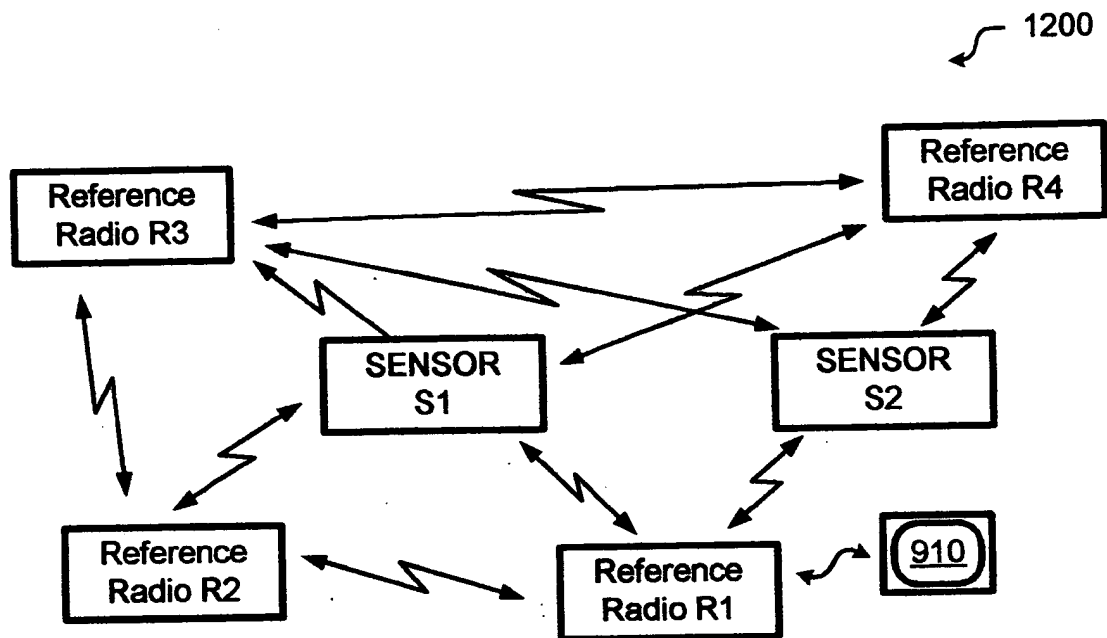 1200
Reference
Radio R4
Reference
Radio R3
SENSOR
S1
SENSOR
S2
Reference
Radio R2
Reference
Radio R1
910